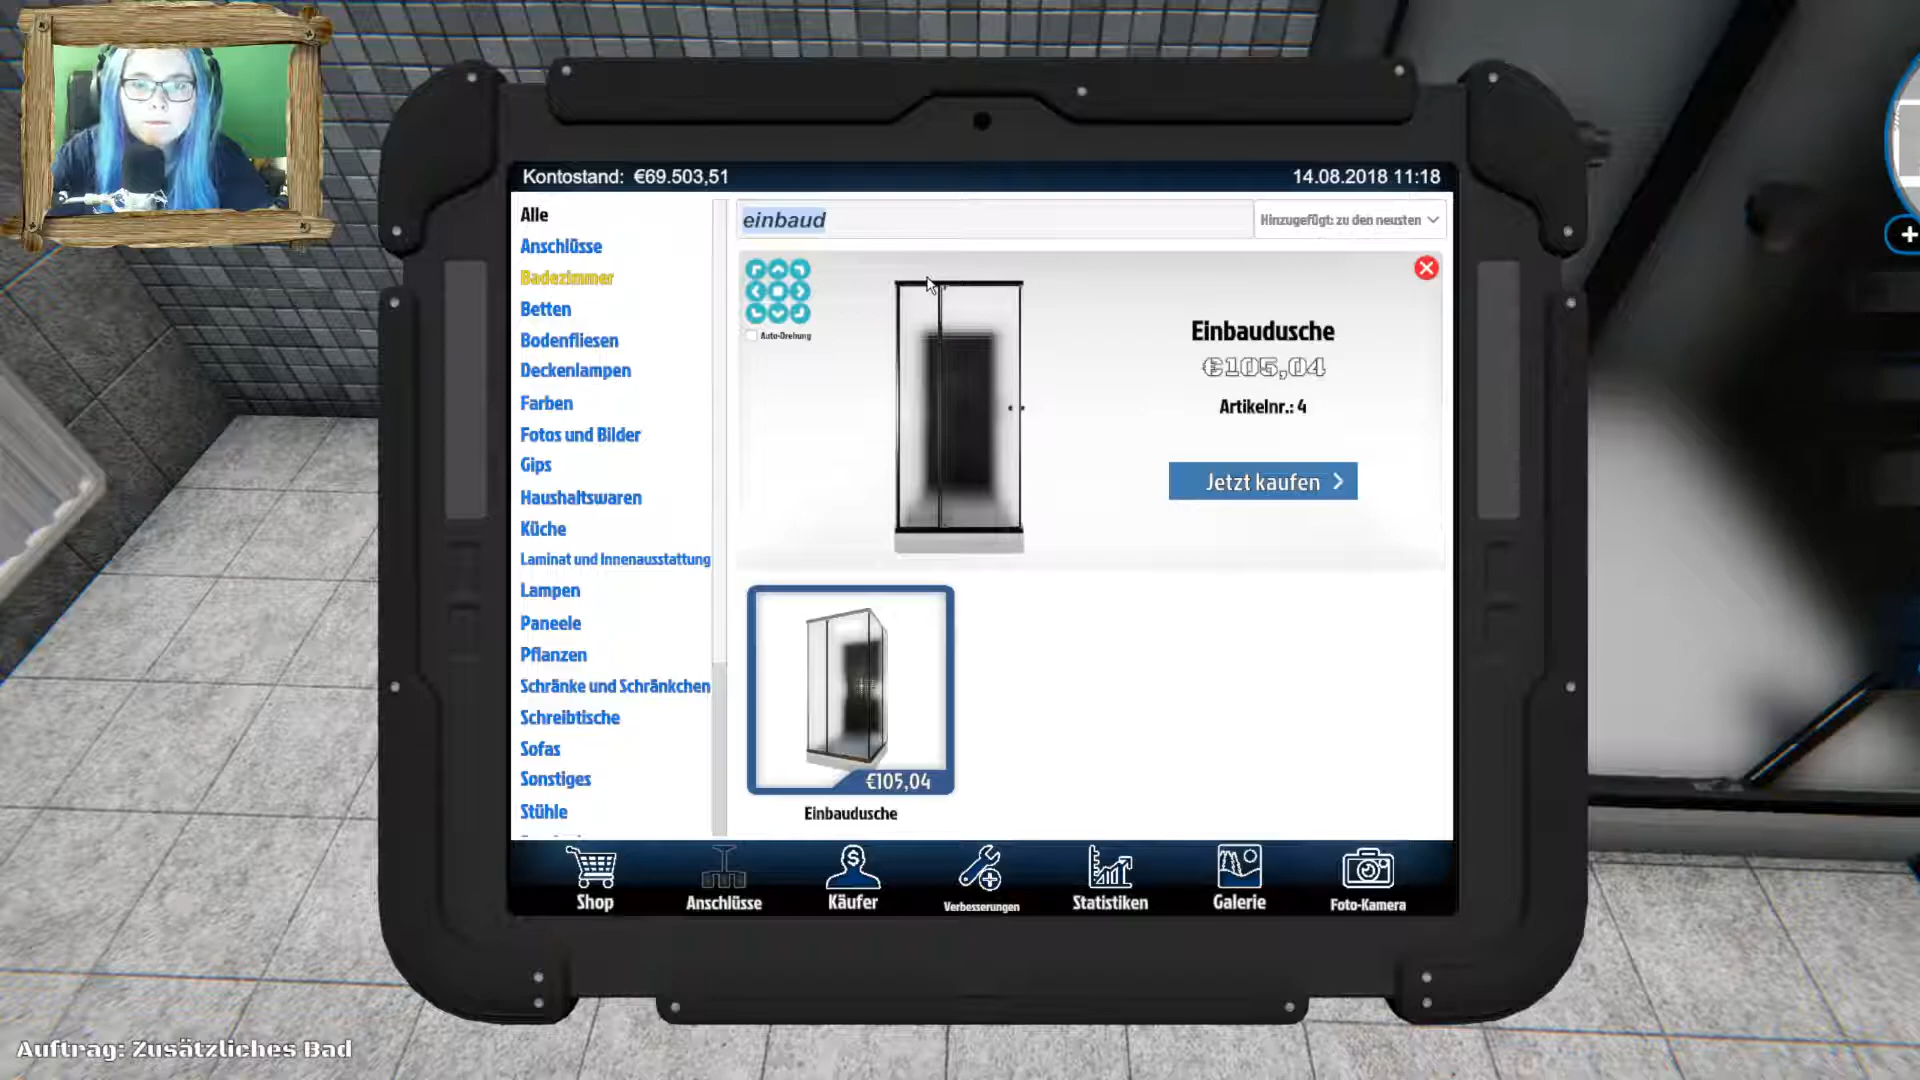 Kontostand: €69.503,51
14.08.2018 11:18
Alle
Anschlüsse
Badezimmer
Betten
Bodenfliesen
Deckenlampen
Farben
Fotos und Bilder
Gips
Haushaltswaren
Küche
Laminat und Innenausstattung
Lampen
Paneele
Pflanzen
Schränke und Schränkchen
Schreibtische
Sofas
Sonstiges
Stühle
einbaud
Hinzugefügt: zu den neusten
Auto-Drehung
Einbaudusche
€105,04
Artikelnr.: 4
Jetzt kaufen
€105,04
Einbaudusche
Shop
Anschlüsse
Käufer
Verbesserungen
Statistiken
Galerie
Foto-Kamera
Auftrag: Zusätzliches Bad